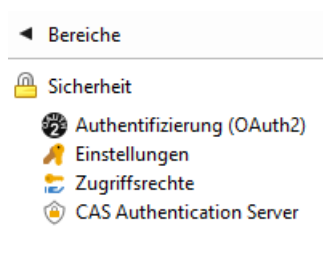 Bereiche
Sicherheit
Authentifizierung (OAuth2)
Einstellungen
Zugriffsrechte
CAS Authentication Server